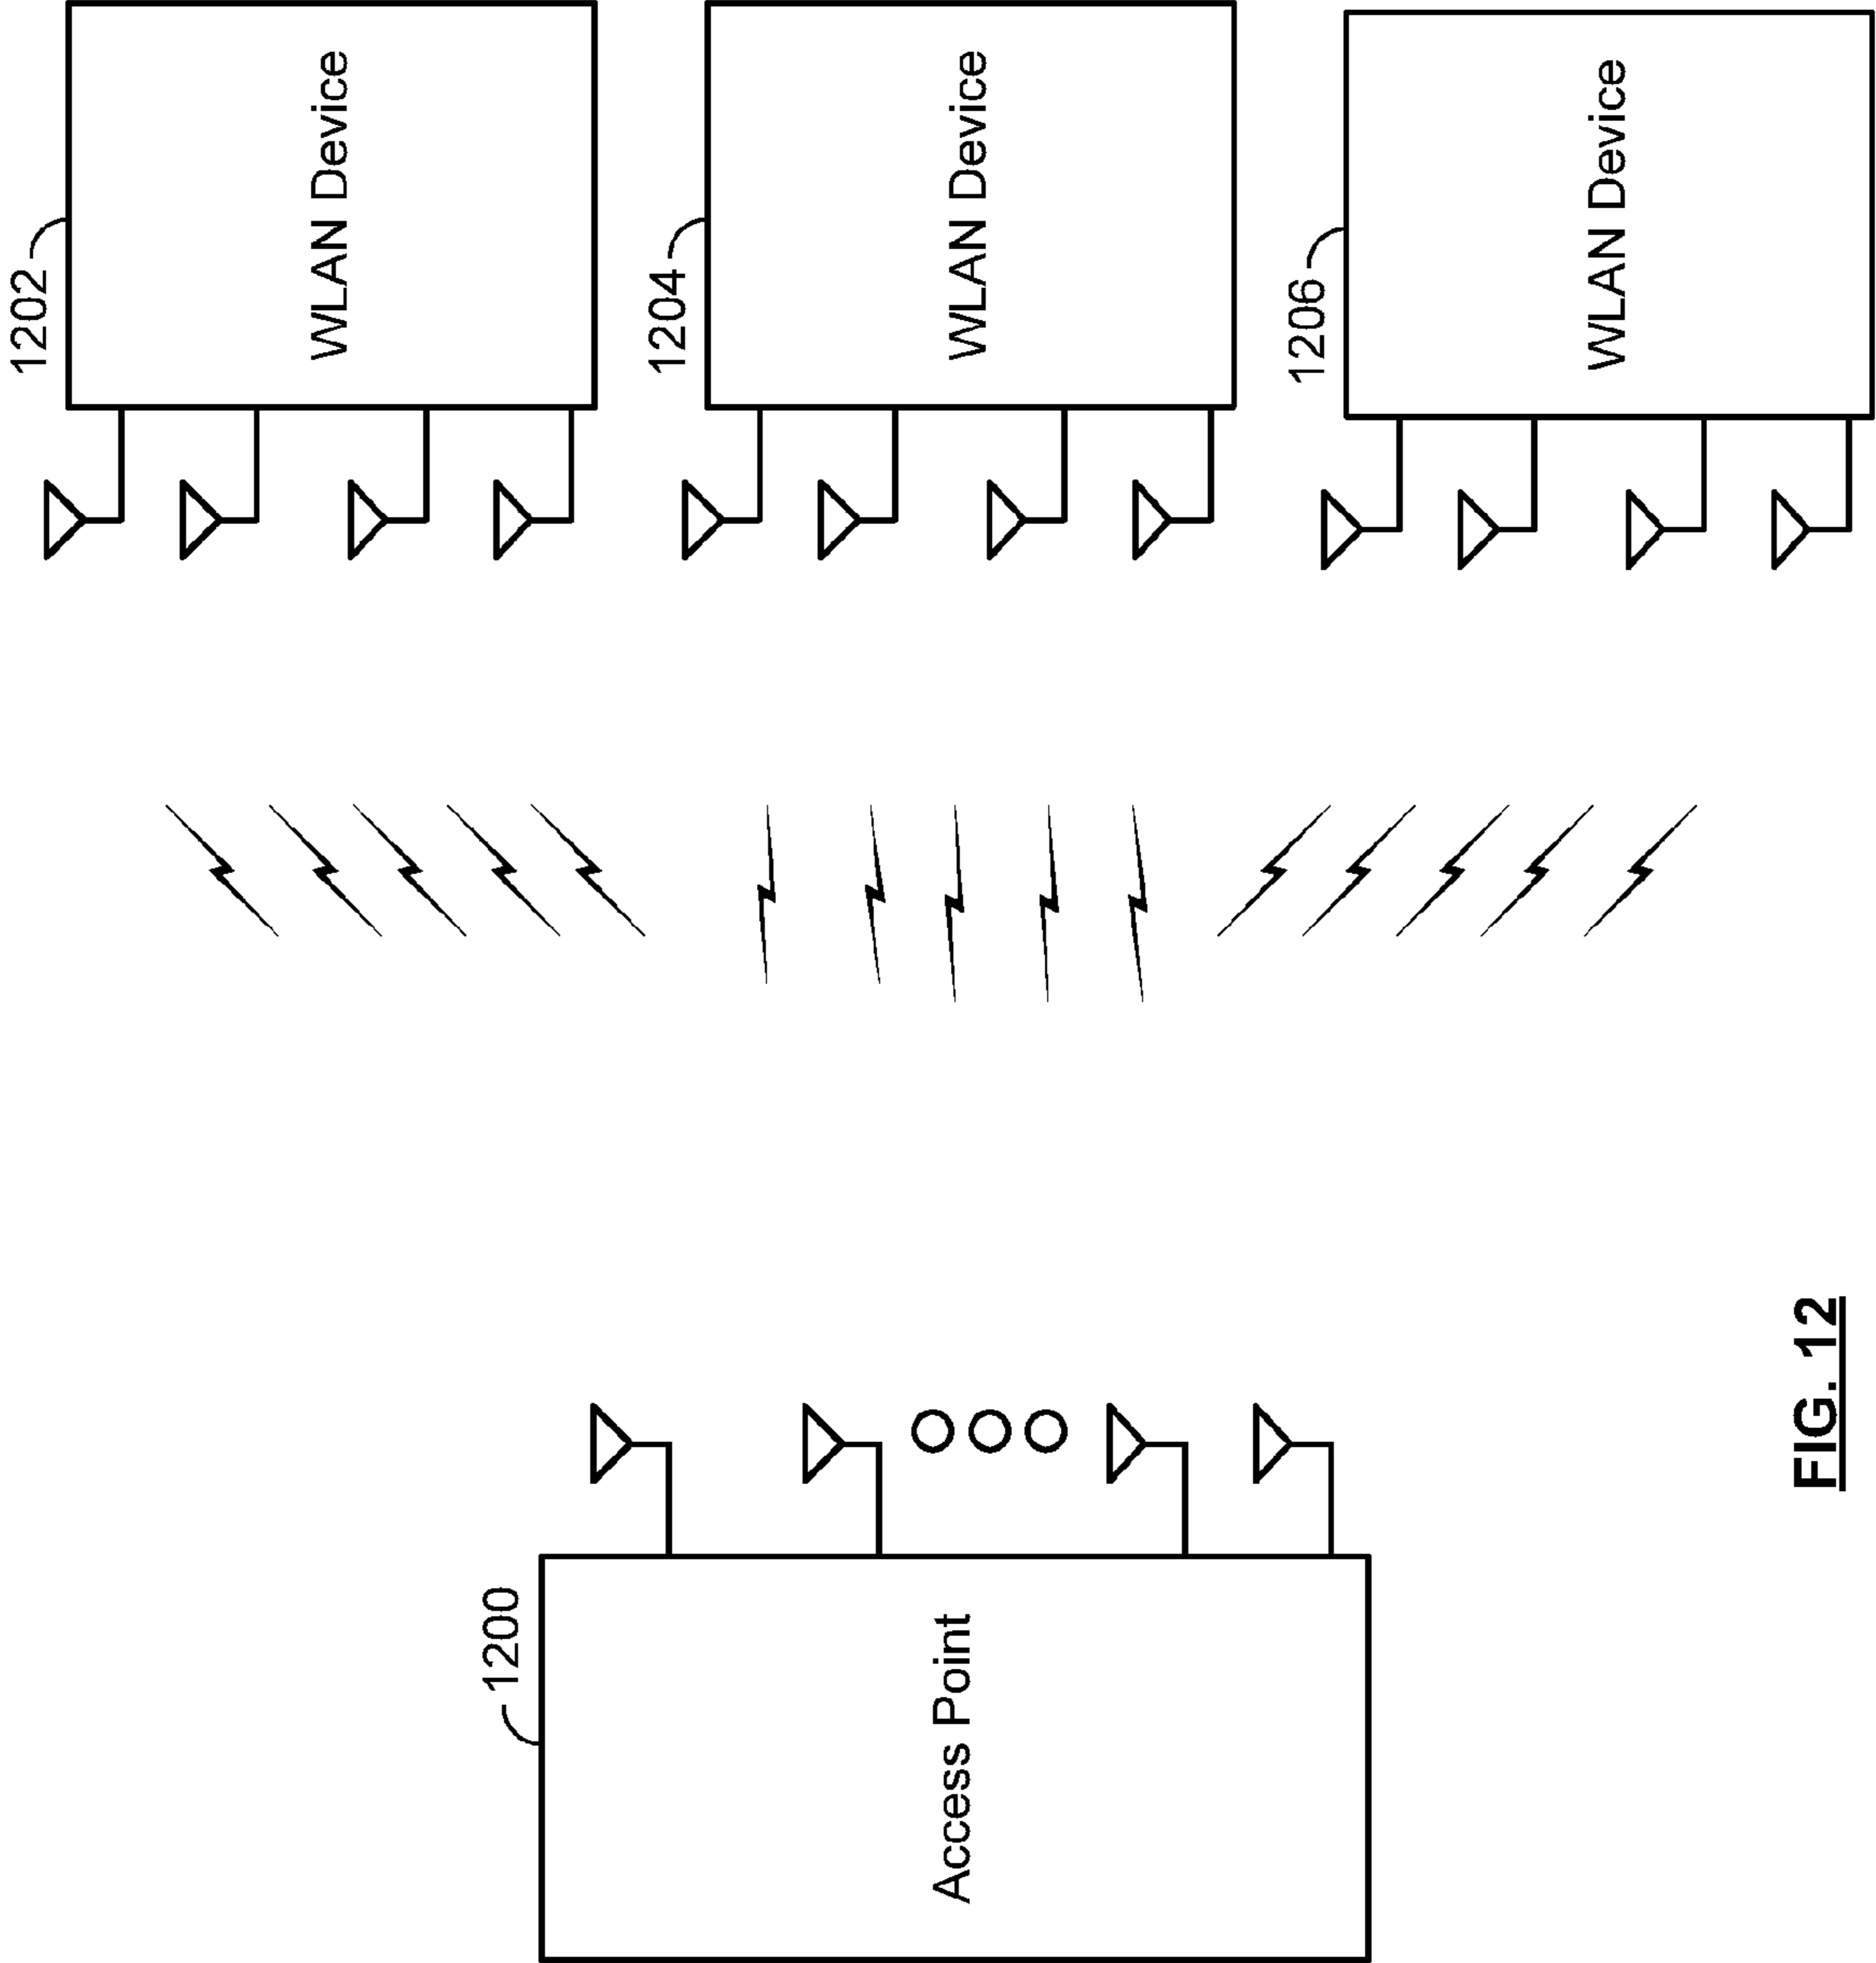 1200
Access Point
1202
WLAN Device
1204
WLAN Device
1206
WLAN Device
FIG. 12